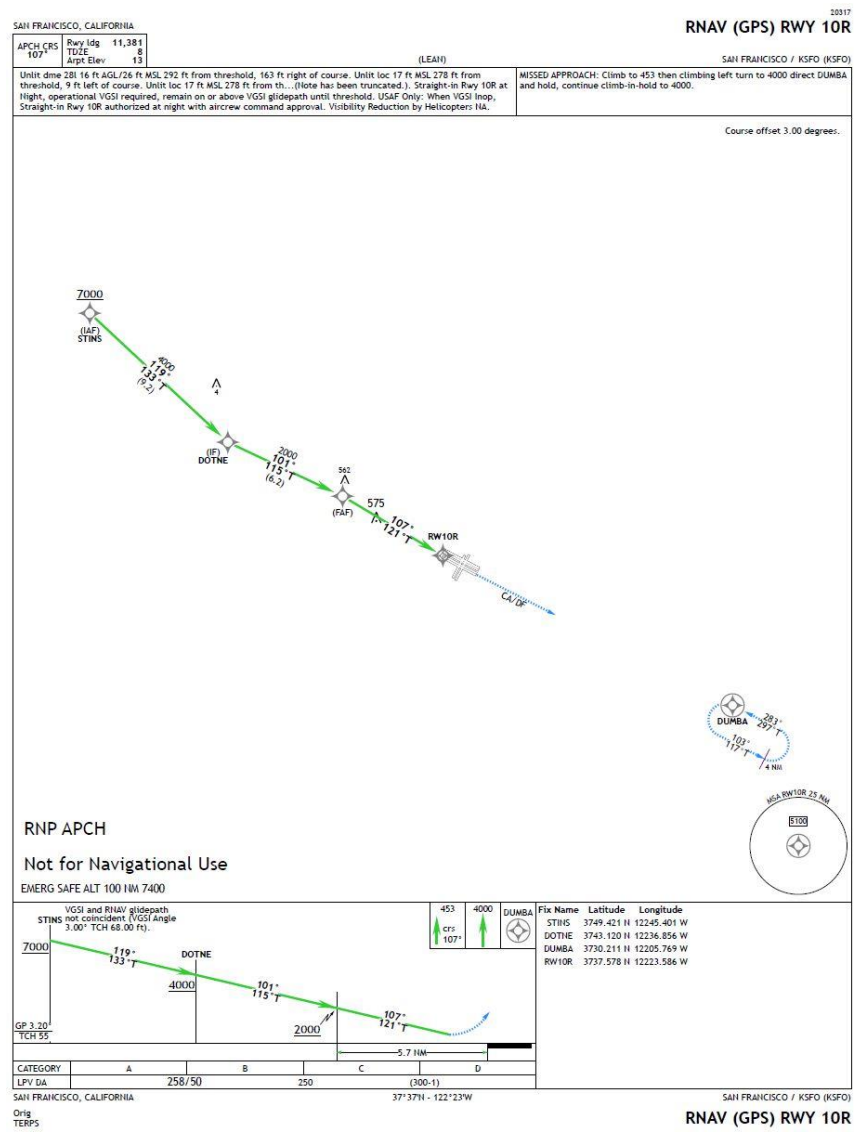 20317
SAN FRANCISCO, CALIFORNIA
RNAV (GPS) RWY 10R
APCH CRS
107°
Rwy ldg 11,381
TDZE 8
Arpt Elev 13
(LEAN)
SAN FRANCISCO / KSFO (KSFO)
Unlit dme 28l 16 ft AGL/26 ft MSL 292 ft from threshold, 163 ft right of course. Unlit loc 17 ft MSL 278 ft from
threshold, 9 ft left of course. Unlit loc 17 ft MSL 278 ft from th...(Note has been truncated.). Straight-in Rwy 10R at
Night, operational VGSI required, remain on or above VGSI glidepath until threshold. USAF Only: When VGSI Inop,
Straight-in Rwy 10R authorized at night with aircrew command approval. Visibility Reduction by Helicopters NA.
MISSED APPROACH: Climb to 453 then climbing left turn to 4000 direct DUMBA
and hold, continue climb-in-hold to 4000.
Course offset 3.00 degrees.
7000
(IAF)
STINS
4000
119°
133°T
(9.2)
4
(IF)
DOTNE
2000
101°
115°T
(6.2)
562
(FAF)
575
107°
121°T
RW10R
CA/DF
DUMBA
283°
297°T
103°
117°T
4 NM
MSA RW10R 25 NM
5100
RNP APCH
Not for Navigational Use
EMERG SAFE ALT 100 NM 7400
VGSI and RNAV glidepath
not coincident (VGSI Angle
3.00° TCH 68.00 ft).
STINS
7000
119°
133°T
DOTNE
4000
101°
115°T
2000
107°
121°T
GP 3.20°
TCH 55
5.7 NM
453
crs
107°
4000
DUMBA
Fix Name Latitude Longitude
STINS 3749.421 N 12245.401 W
DOTNE 3743.120 N 12236.856 W
DUMBA 3730.211 N 12205.769 W
RW10R 3737.578 N 12223.586 W
CATEGORY A B C D
LPV DA 258/50 250 (300-1)
SAN FRANCISCO, CALIFORNIA
37°37'N - 122°23'W
SAN FRANCISCO / KSFO (KSFO)
Orig
TERPS
RNAV (GPS) RWY 10R